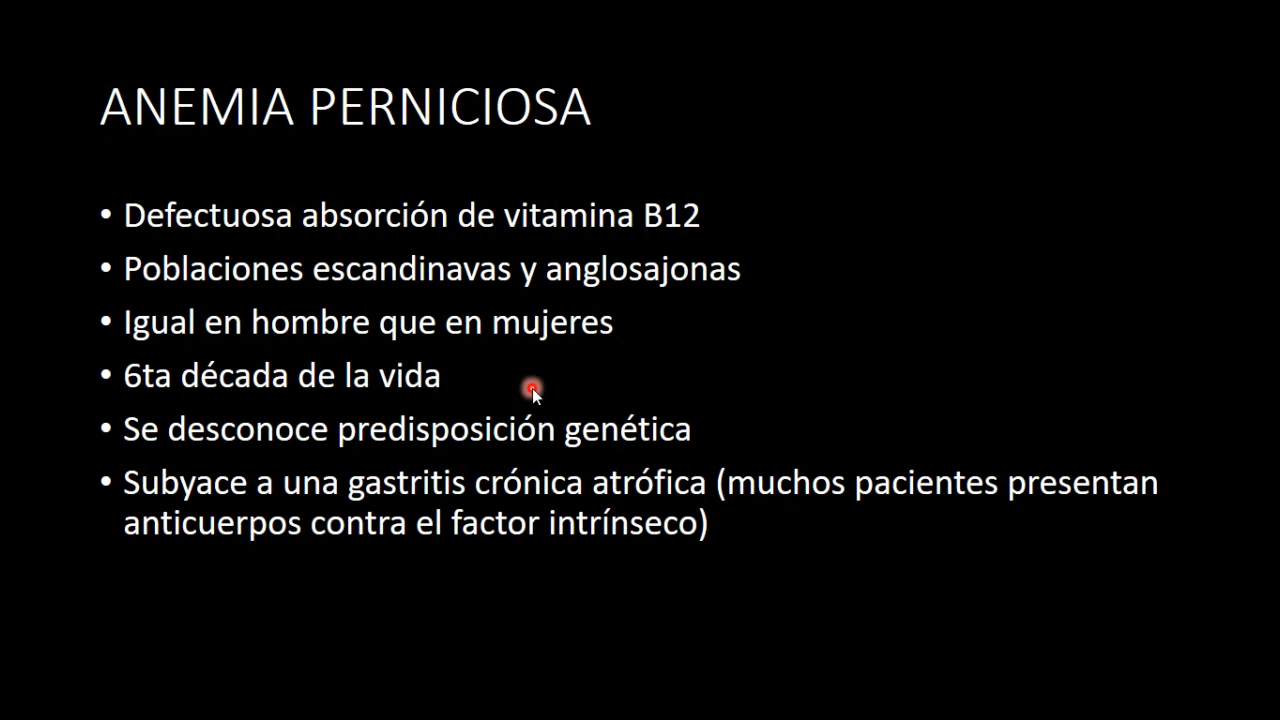 ANEMIA PERNICIOSA
• Defectuosa absorción de vitamina B12
• Poblaciones escandinavas y anglosajonas
• Igual en hombre que en mujeres
• 6ta década de la vida
• Se desconoce predisposición genética
• Subyace a una gastritis crónica atrófica (muchos pacientes presentan
anticuerpos contra el factor intrínseco)